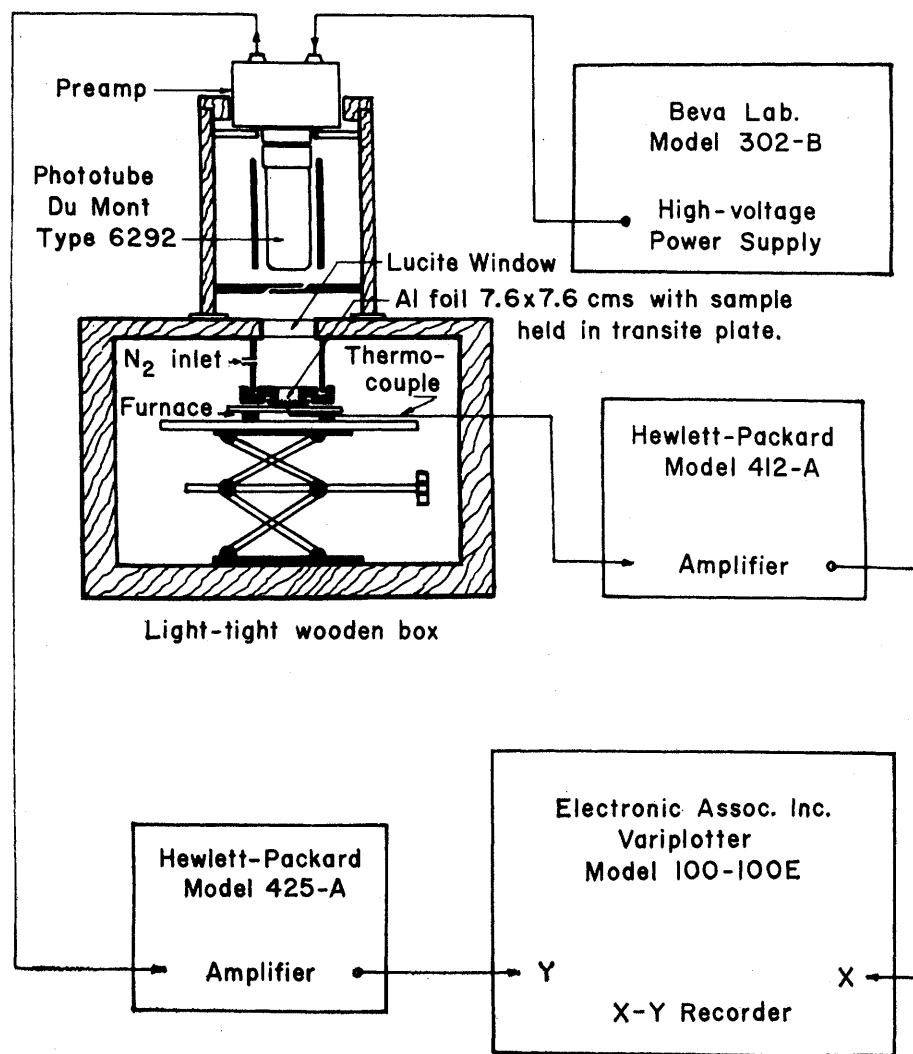 Preamp
Beva Lab.
Model 302-B
High-voltage
Power Supply
Phototube
Du Mont
Type 6292
Lucite Window
Al foil 7.6x7.6 cms with sample
held in transite plate.
N2 inlet
Thermo-
couple
Furnace
Hewlett-Packard
Model 412-A
Amplifier
Light-tight wooden box
Electronic Assoc. Inc.
Variplotter
Model 100-100E
Hewlett-Packard
Model 425-A
Amplifier
Y
X
X-Y Recorder